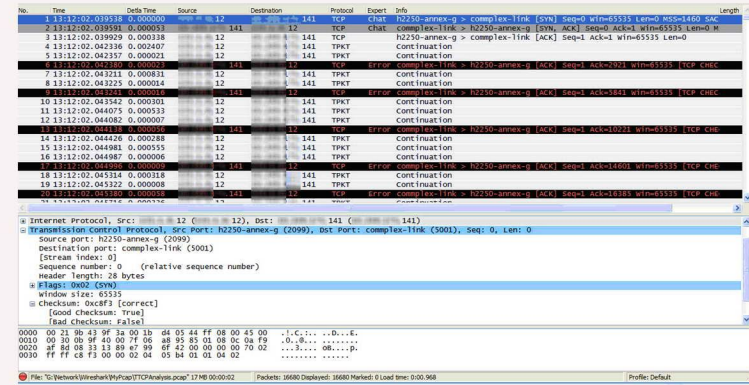 No. Time Detla Time Source Destination Protocol Expert Info Length
1 13:12:02.039538 0.000000 12 141 TCP Chat h2250-annex-g > commplex-link [SYN] Seq=0 Win=65535 Len=0 MSS=1460 SAC
2 13:12:02.039591 0.000053 141 12 TCP Chat commplex-link > h2250-annex-g [SYN, ACK] Seq=0 Ack=1 Win=65535 Len=0 M
3 13:12:02.039929 0.000338 12 141 TCP h2250-annex-g > commplex-link [ACK] Seq=1 Ack=1 Win=65535 Len=0
4 13:12:02.042336 0.002407 12 141 TPKT Continuation
5 13:12:02.042357 0.000021 12 141 TPKT Continuation
6 13:12:02.042380 0.000023 141 12 TCP Error commplex-link > h2250-annex-g [ACK] Seq=1 Ack=2921 Win=65535 [TCP CHEC
7 13:12:02.043211 0.000831 12 141 TPKT Continuation
8 13:12:02.043225 0.000014 12 141 TPKT Continuation
9 13:12:02.043241 0.000016 141 12 TCP Error commplex-link > h2250-annex-g [ACK] Seq=1 Ack=5841 Win=65535 [TCP CHEC
10 13:12:02.043542 0.000301 12 141 TPKT Continuation
11 13:12:02.044075 0.000533 12 141 TPKT Continuation
12 13:12:02.044082 0.000007 12 141 TPKT Continuation
13 13:12:02.044138 0.000056 141 12 TCP Error commplex-link > h2250-annex-g [ACK] Seq=1 Ack=10221 Win=65535 [TCP CHE
14 13:12:02.044426 0.000288 12 141 TPKT Continuation
15 13:12:02.044981 0.000555 12 141 TPKT Continuation
16 13:12:02.044987 0.000006 12 141 TPKT Continuation
17 13:12:02.044996 0.000009 141 12 TCP Error commplex-link > h2250-annex-g [ACK] Seq=1 Ack=14601 Win=65535 [TCP CHE
18 13:12:02.045314 0.000318 12 141 TPKT Continuation
19 13:12:02.045322 0.000008 12 141 TPKT Continuation
20 13:12:02.045380 0.000058 141 12 TCP Error commplex-link > h2250-annex-g [ACK] Seq=1 Ack=16385 Win=65535 [TCP CHE
Internet Protocol, Src: 12 ( 12), Dst: 141 ( 141)
Transmission Control Protocol, Src Port: h2250-annex-g (2099), Dst Port: commplex-link (5001), Seq: 0, Len: 0
Source port: h2250-annex-g (2099)
Destination port: commplex-link (5001)
[Stream index: 0]
Sequence number: 0 (relative sequence number)
Header length: 28 bytes
Flags: 0x02 (SYN)
Window size: 65535
Checksum: 0xc8f3 [correct]
[Good Checksum: True]
[Bad Checksum: False]
0000 00 21 9b 43 9f 3a 00 1b d4 05 44 ff 08 00 45 00 .!.C.:.. ..D...E.
0010 00 30 0b 9f 40 00 7f 06 a8 95 85 01 08 0c a0 f9 .0..@... ........
0020 af 8d 08 33 13 89 e7 99 6f 42 00 00 00 00 70 02 ...3.... oB....p.
0030 ff ff c8 f3 00 00 02 04 05 b4 01 01 04 02 ........ ......
File: "G:\Network\Wireshark\MyPcap\TTCPAnalysis.pcap" 17 MB 00:00:02 Packets: 16680 Displayed: 16680 Marked: 0 Load time: 0:00.968 Profile: Default